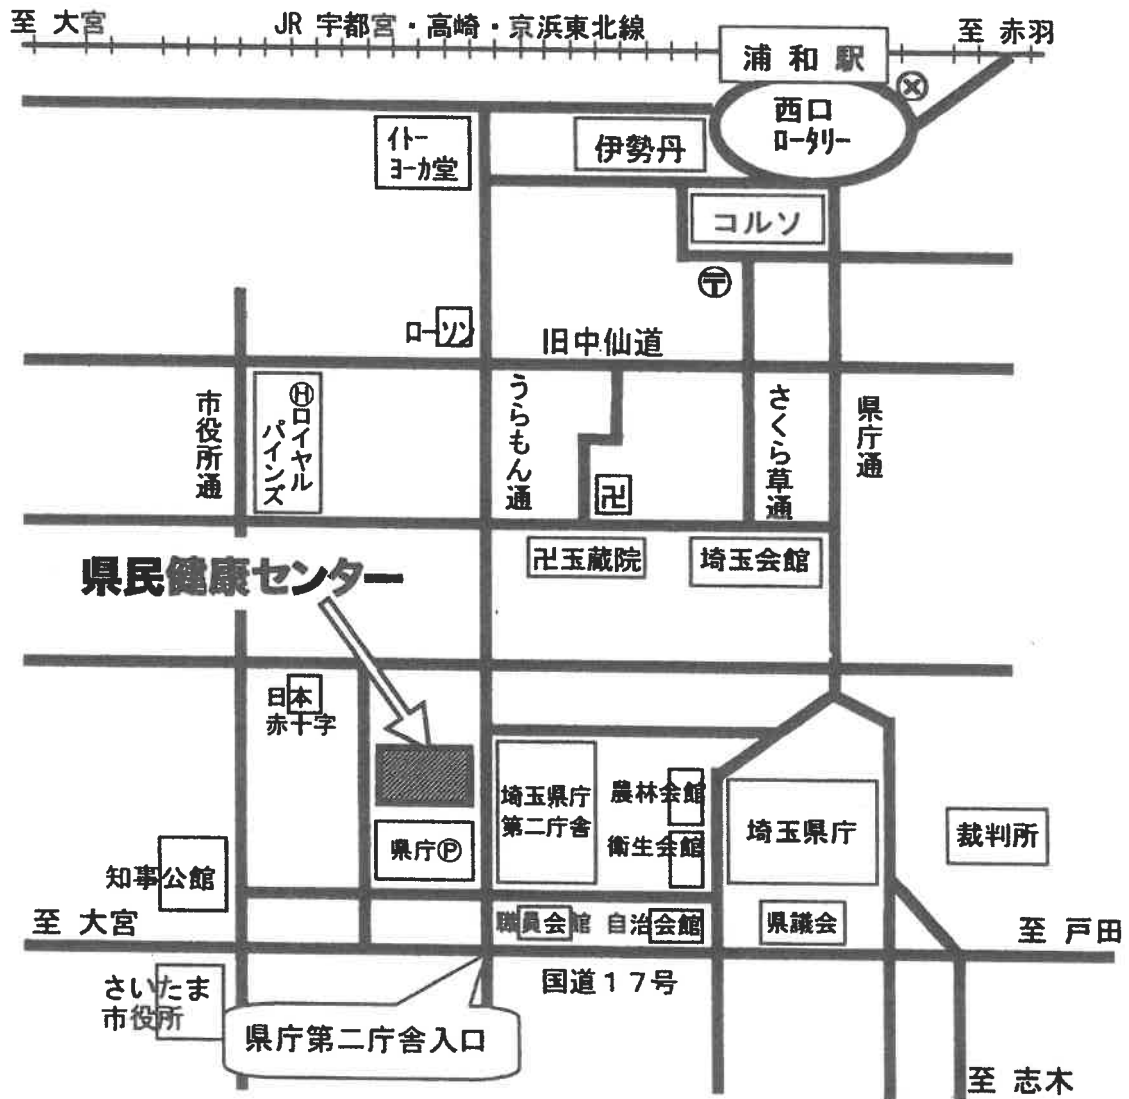 至 大宮
JR 宇都宮・高崎・京浜東北線
至 赤羽
浦和駅
西口
ロータリー
イトー
ヨーカ堂
伊勢丹
コルソ
〒
ローソン
旧中仙道
市役所通
Ⓗロイヤル
パインズ
うらもん通
卍
さくら草通
県庁通
卍玉蔵院
埼玉会館
県民健康センター
日本
赤十字
埼玉県庁
第二庁舎
農林会館
衛生会館
埼玉県庁
裁判所
県庁Ⓟ
知事公館
職員会館
自治会館
県議会
至 大宮
至 戸田
国道17号
さいたま
市役所
県庁第二庁舎入口
至 志木